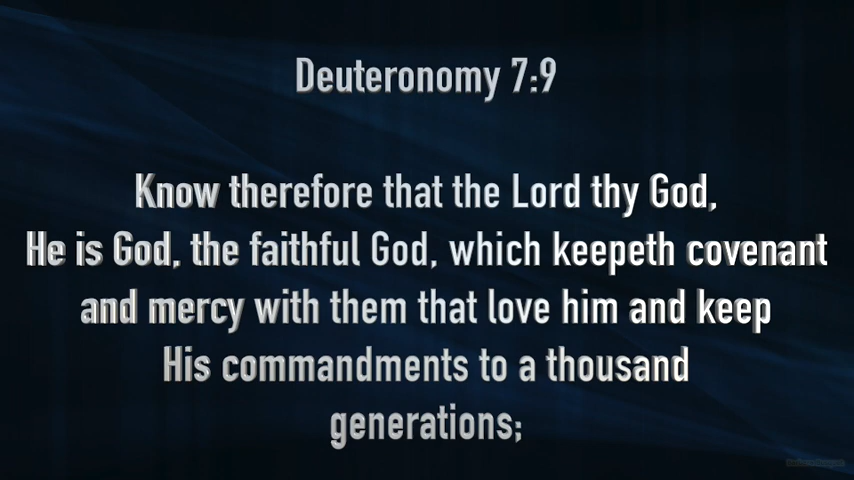 Deuteronomy 7:9
Know therefore that the Lord thy God,
He is God, the faithful God, which keepeth covenant
and mercy with them that love him and keep
His commandments to a thousand
generations;